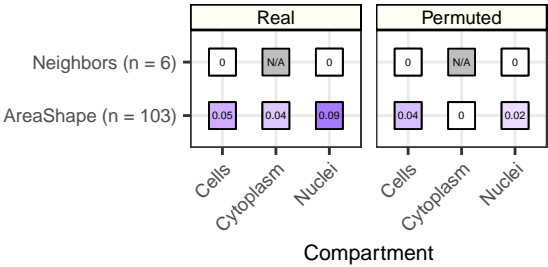 Real Permuted
Neighbors (n = 6) 0 N/A 0 0 N/A 0
AreaShape (n = 103) 0.05 0.04 0.09 0.04 0 0.02
Cells Cytoplasm Nuclei Cells Cytoplasm Nuclei
Compartment